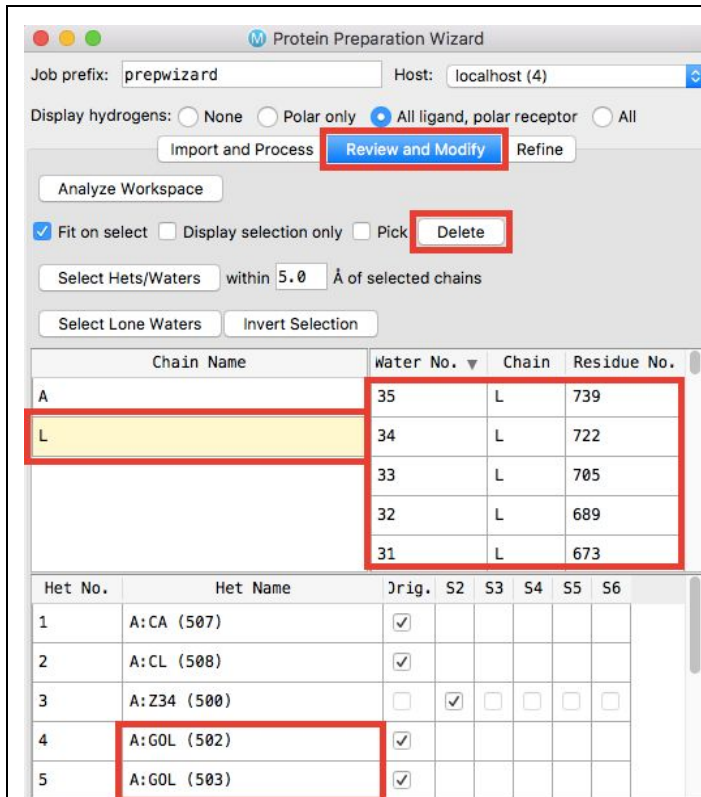 Protein Preparation Wizard
Job prefix: prepwizard Host: localhost (4)
Display hydrogens: None Polar only All ligand, polar receptor All
Import and Process Review and Modify Refine
Analyze Workspace
Fit on select Display selection only Pick Delete
Select Hets/Waters within 5.0 Å of selected chains
Select Lone Waters Invert Selection
Chain Name Water No. Chain Residue No.
A 35 L 739
L 34 L 722
33 L 705
32 L 689
31 L 673
Het No. Het Name Orig. S2 S3 S4 S5 S6
1 A:CA (507)
2 A:CL (508)
3 A:Z34 (500)
4 A:GOL (502)
5 A:GOL (503)